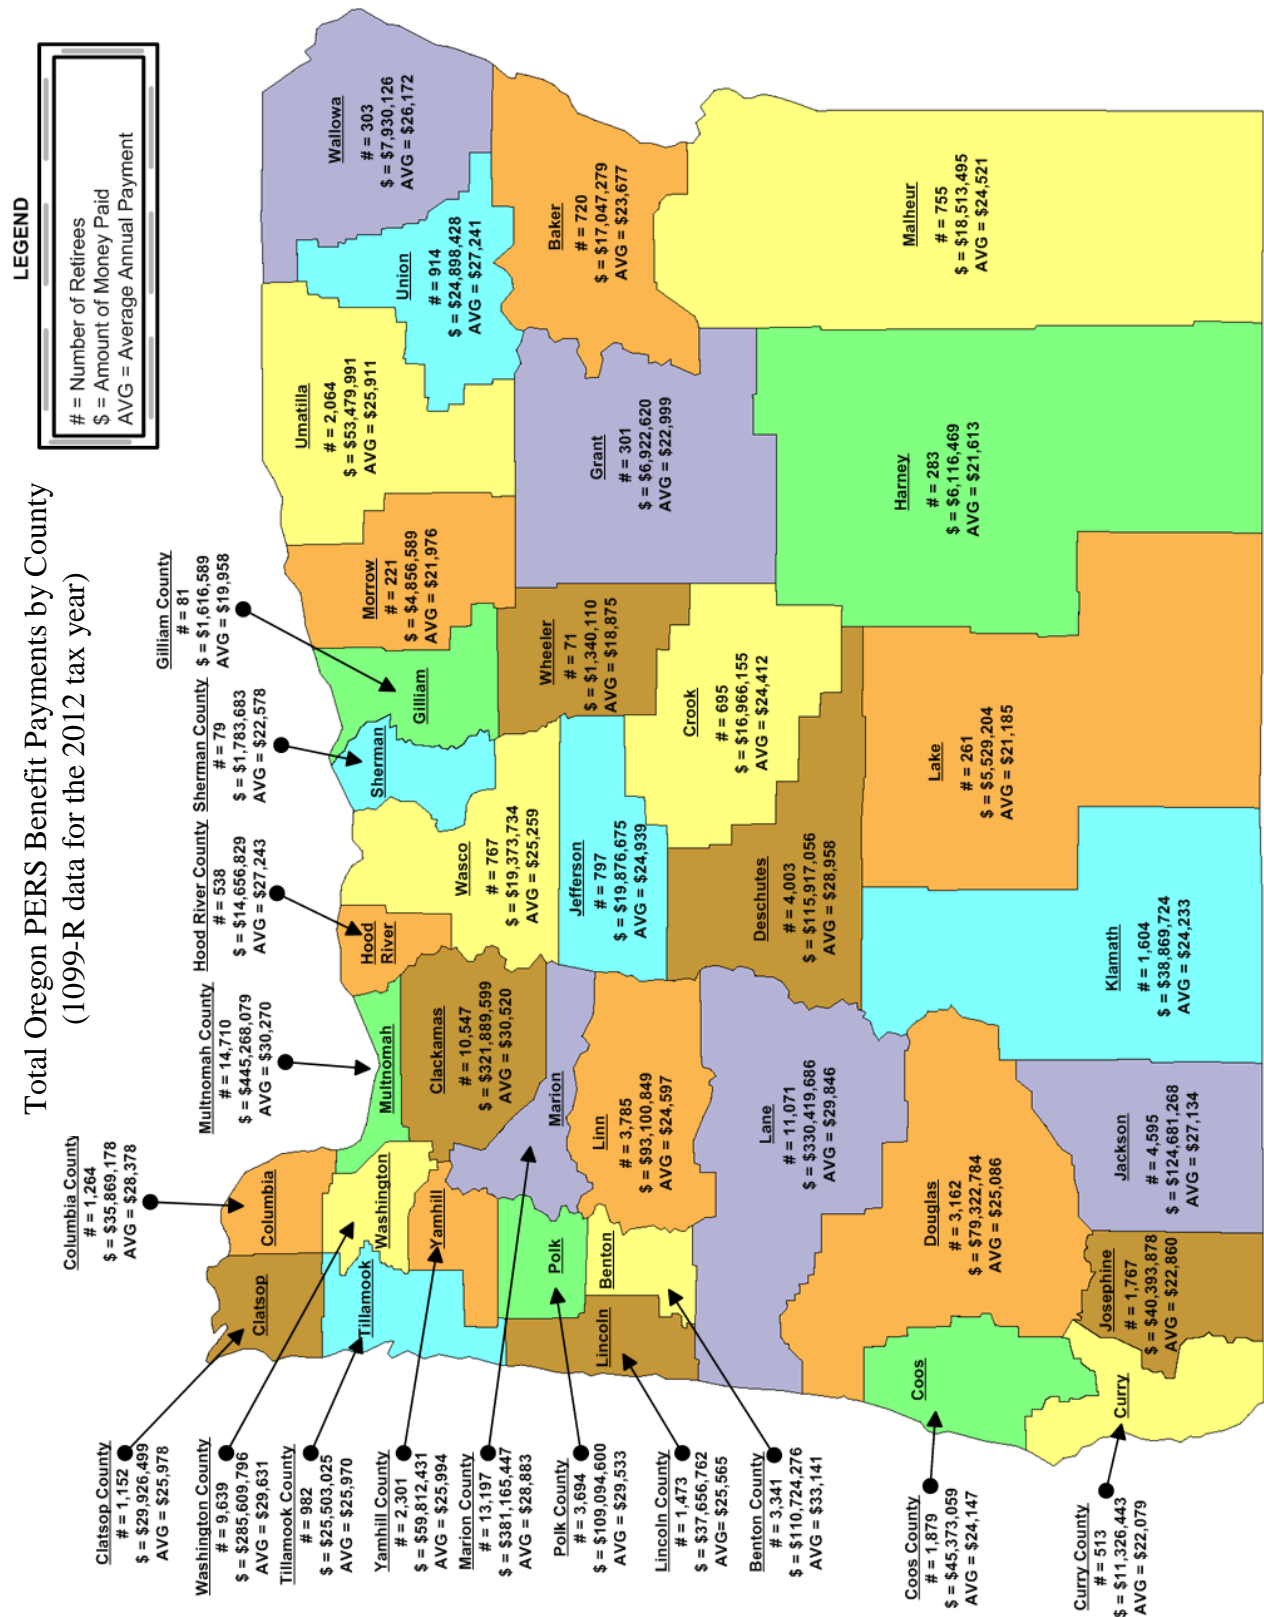 Total Oregon PERS Benefit Payments by County
(1099-R data for the 2012 tax year)
LEGEND
# = Number of Retirees
$ = Amount of Money Paid
AVG = Average Annual Payment
Columbia County
# = 1,264
$ = $35,869,178
AVG = $28,378
Multnomah County
# = 14,710
$ = $445,268,079
AVG = $30,270
Hood River County
# = 538
$ = $14,656,829
AVG = $27,243
Sherman County
# = 79
$ = $1,783,683
AVG = $22,578
Gilliam County
# = 81
$ = $1,616,589
AVG = $19,958
Clatsop County
# = 1,152
$ = $29,926,499
AVG = $25,978
Washington County
# = 9,639
$ = $285,609,796
AVG = $29,631
Tillamook County
# = 982
$ = $25,503,025
AVG = $25,970
Yamhill County
# = 2,301
$ = $59,812,431
AVG = $25,994
Marion County
# = 13,197
$ = $381,165,447
AVG = $28,883
Polk County
# = 3,694
$ = $109,094,600
AVG = $29,533
Lincoln County
# = 1,473
$ = $37,656,762
AVG= $25,565
Benton County
# = 3,341
$ = $110,724,276
AVG = $33,141
Coos County
# = 1,879
$ = $45,373,059
AVG = $24,147
Curry County
# = 513
$ = $11,326,443
AVG = $22,079
Clatsop
Columbia
Tillamook
Washington
Yamhill
Multnomah
Hood
River
Sherman
Gilliam
Morrow
# = 221
$ = $4,856,589
AVG = $21,976
Umatilla
# = 2,064
$ = $53,479,991
AVG = $25,911
Union
# = 914
$ = $24,898,428
AVG = $27,241
Wallowa
# = 303
$ = $7,930,126
AVG = $26,172
Clackamas
# = 10,547
$ = $321,889,599
AVG = $30,520
Wasco
# = 767
$ = $19,373,734
AVG = $25,259
Lincoln
Polk
Benton
Marion
Linn
# = 3,785
$ = $93,100,849
AVG = $24,597
Jefferson
# = 797
$ = $19,876,675
AVG = $24,939
Wheeler
# = 71
$ = $1,340,110
AVG = $18,875
Grant
# = 301
$ = $6,922,620
AVG = $22,999
Baker
# = 720
$ = $17,047,279
AVG = $23,677
Crook
# = 695
$ = $16,966,155
AVG = $24,412
Lane
# = 11,071
$ = $330,419,686
AVG = $29,846
Deschutes
# = 4,003
$ = $115,917,056
AVG = $28,958
Coos
Douglas
# = 3,162
$ = $79,322,784
AVG = $25,086
Lake
# = 261
$ = $5,529,204
AVG = $21,185
Harney
# = 283
$ = $6,116,469
AVG = $21,613
Malheur
# = 755
$ = $18,513,495
AVG = $24,521
Curry
Josephine
# = 1,767
$ = $40,393,878
AVG = $22,860
Jackson
# = 4,595
$ = $124,681,268
AVG = $27,134
Klamath
# = 1,604
$ = $38,869,724
AVG = $24,233